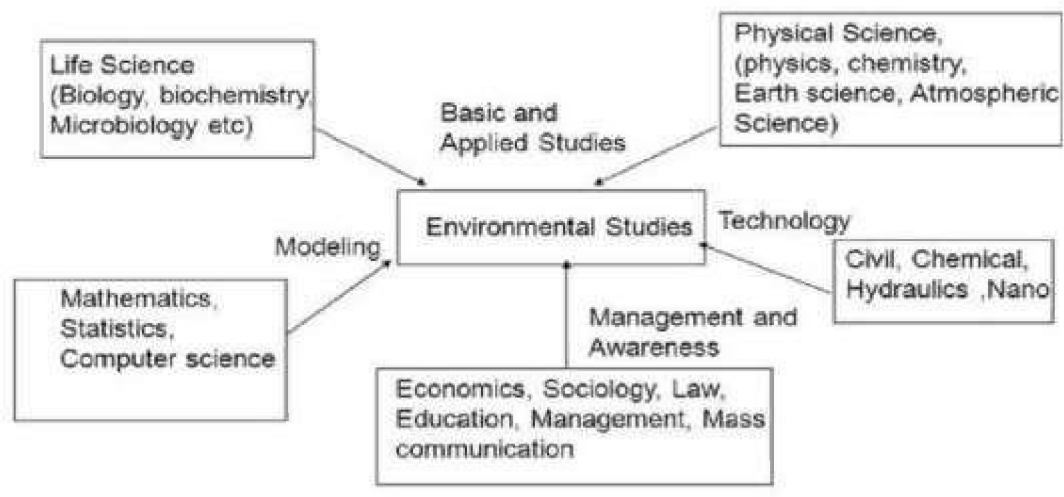 Life Science
(Biology, biochemistry,
Microbiology etc)
Physical Science,
(physics, chemistry,
Earth science, Atmospheric
Science)
Basic and
Applied Studies
Environmental Studies
Technology
Modeling
Civil, Chemical,
Hydraulics ,Nano
Mathematics,
Statistics,
Computer science
Management and
Awareness
Economics, Sociology, Law,
Education, Management, Mass
communication